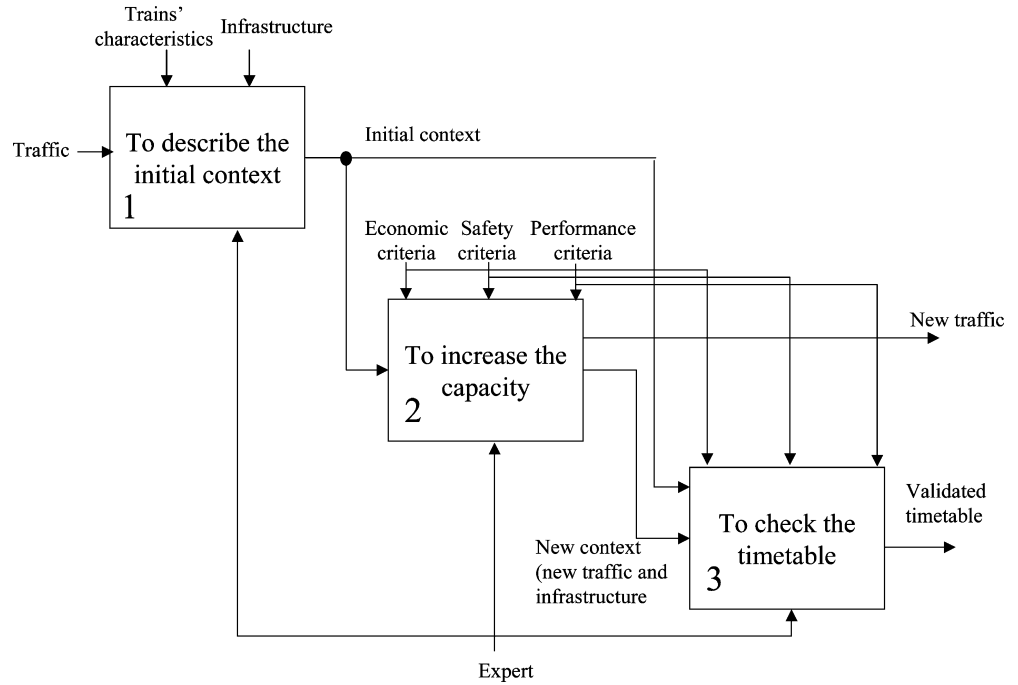 Trains’
characteristics
Infrastructure
Traffic
To describe the
initial context
1
Initial context
Economic
criteria
Safety
criteria
Performance
criteria
New traffic
To increase the
capacity
2
Validated
timetable
To check the
timetable
3
New context
(new traffic and
infrastructure
Expert